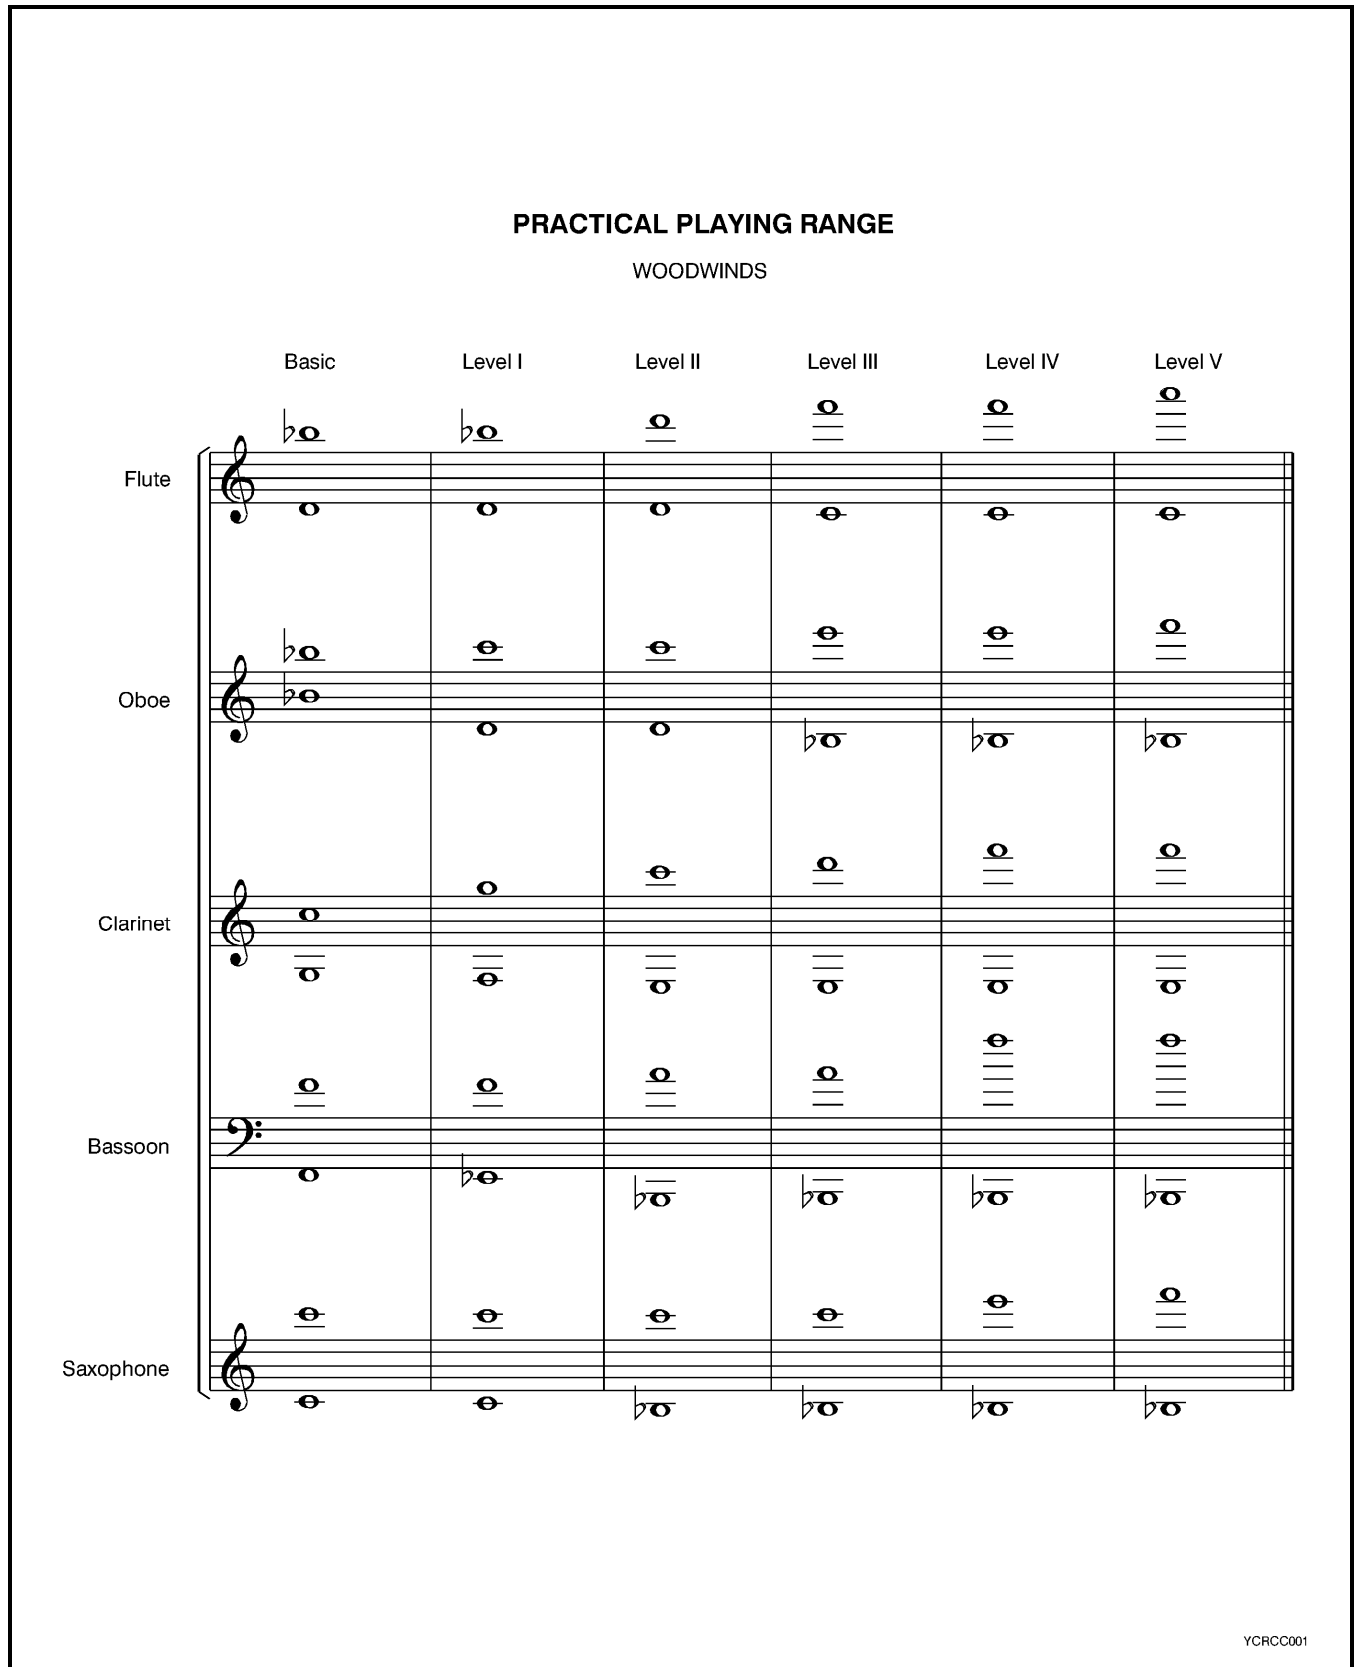 PRACTICAL PLAYING RANGE
WOODWINDS
Basic Level I Level II Level III Level IV Level V
Flute
Oboe
Clarinet
Bassoon
Saxophone
YCRCC001